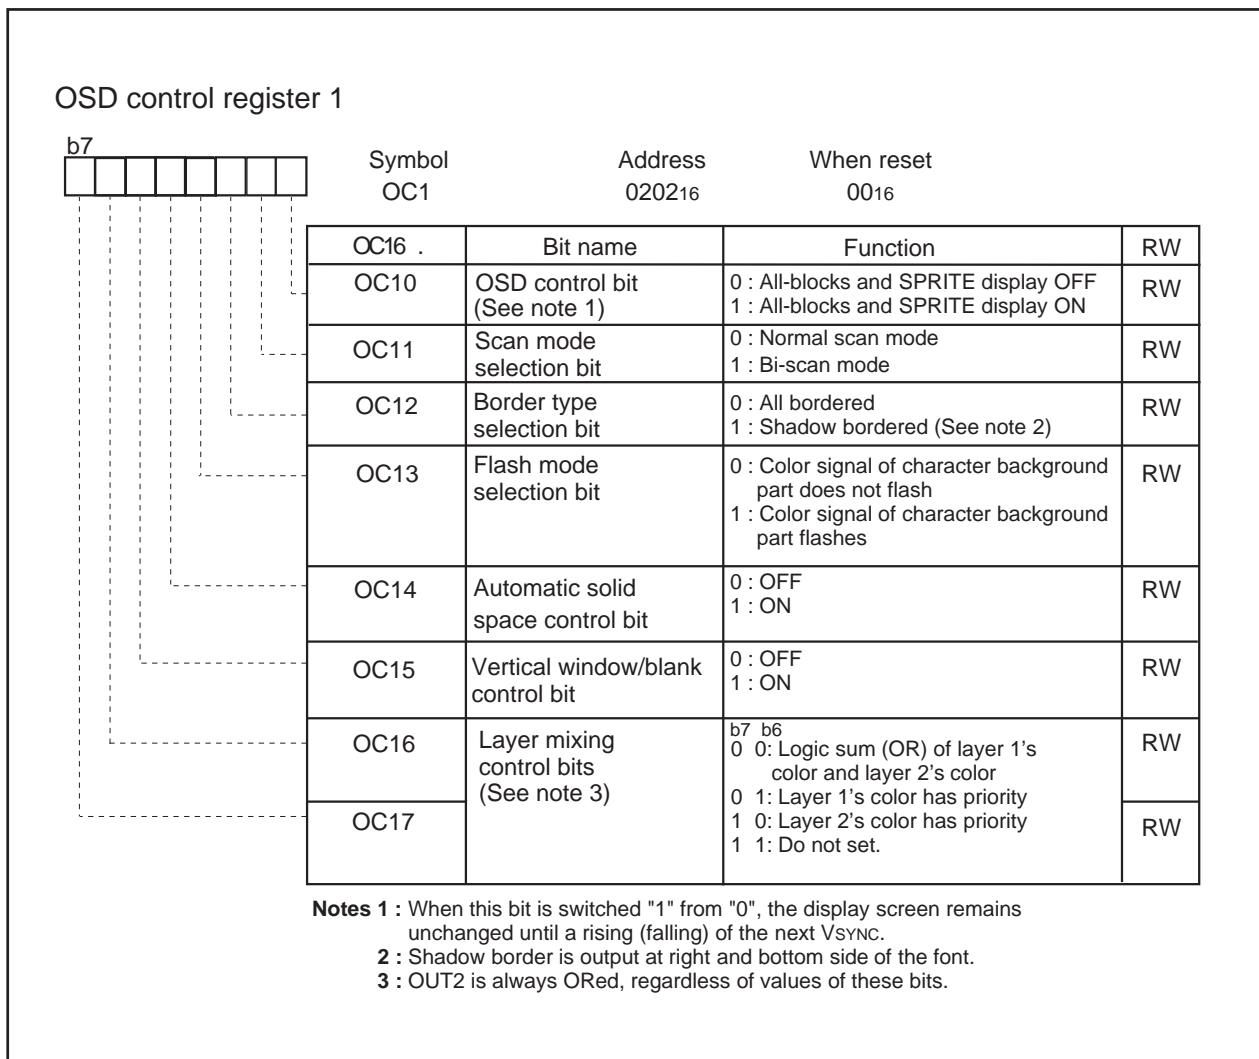 OSD control register 1
b7
Symbol Address When reset
OC1 020216 0016
OC16 . Bit name Function RW
OC10 OSD control bit 0 : All-blocks and SPRITE display OFF RW
(See note 1) 1 : All-blocks and SPRITE display ON
OC11 Scan mode 0 : Normal scan mode RW
selection bit 1 : Bi-scan mode
OC12 Border type 0 : All bordered RW
selection bit 1 : Shadow bordered (See note 2)
OC13 Flash mode 0 : Color signal of character background RW
selection bit part does not flash
1 : Color signal of character background
part flashes
OC14 Automatic solid 0 : OFF RW
space control bit 1 : ON
OC15 Vertical window/blank 0 : OFF RW
control bit 1 : ON
b7 b6
OC16 Layer mixing 0 0: Logic sum (OR) of layer 1’s RW
control bits color and layer 2’s color
(See note 3) 0 1: Layer 1’s color has priority
OC17 1 0: Layer 2’s color has priority RW
1 1: Do not set.
Notes 1 : When this bit is switched "1" from "0", the display screen remains
unchanged until a rising (falling) of the next VSYNC.
2 : Shadow border is output at right and bottom side of the font.
3 : OUT2 is always ORed, regardless of values of these bits.